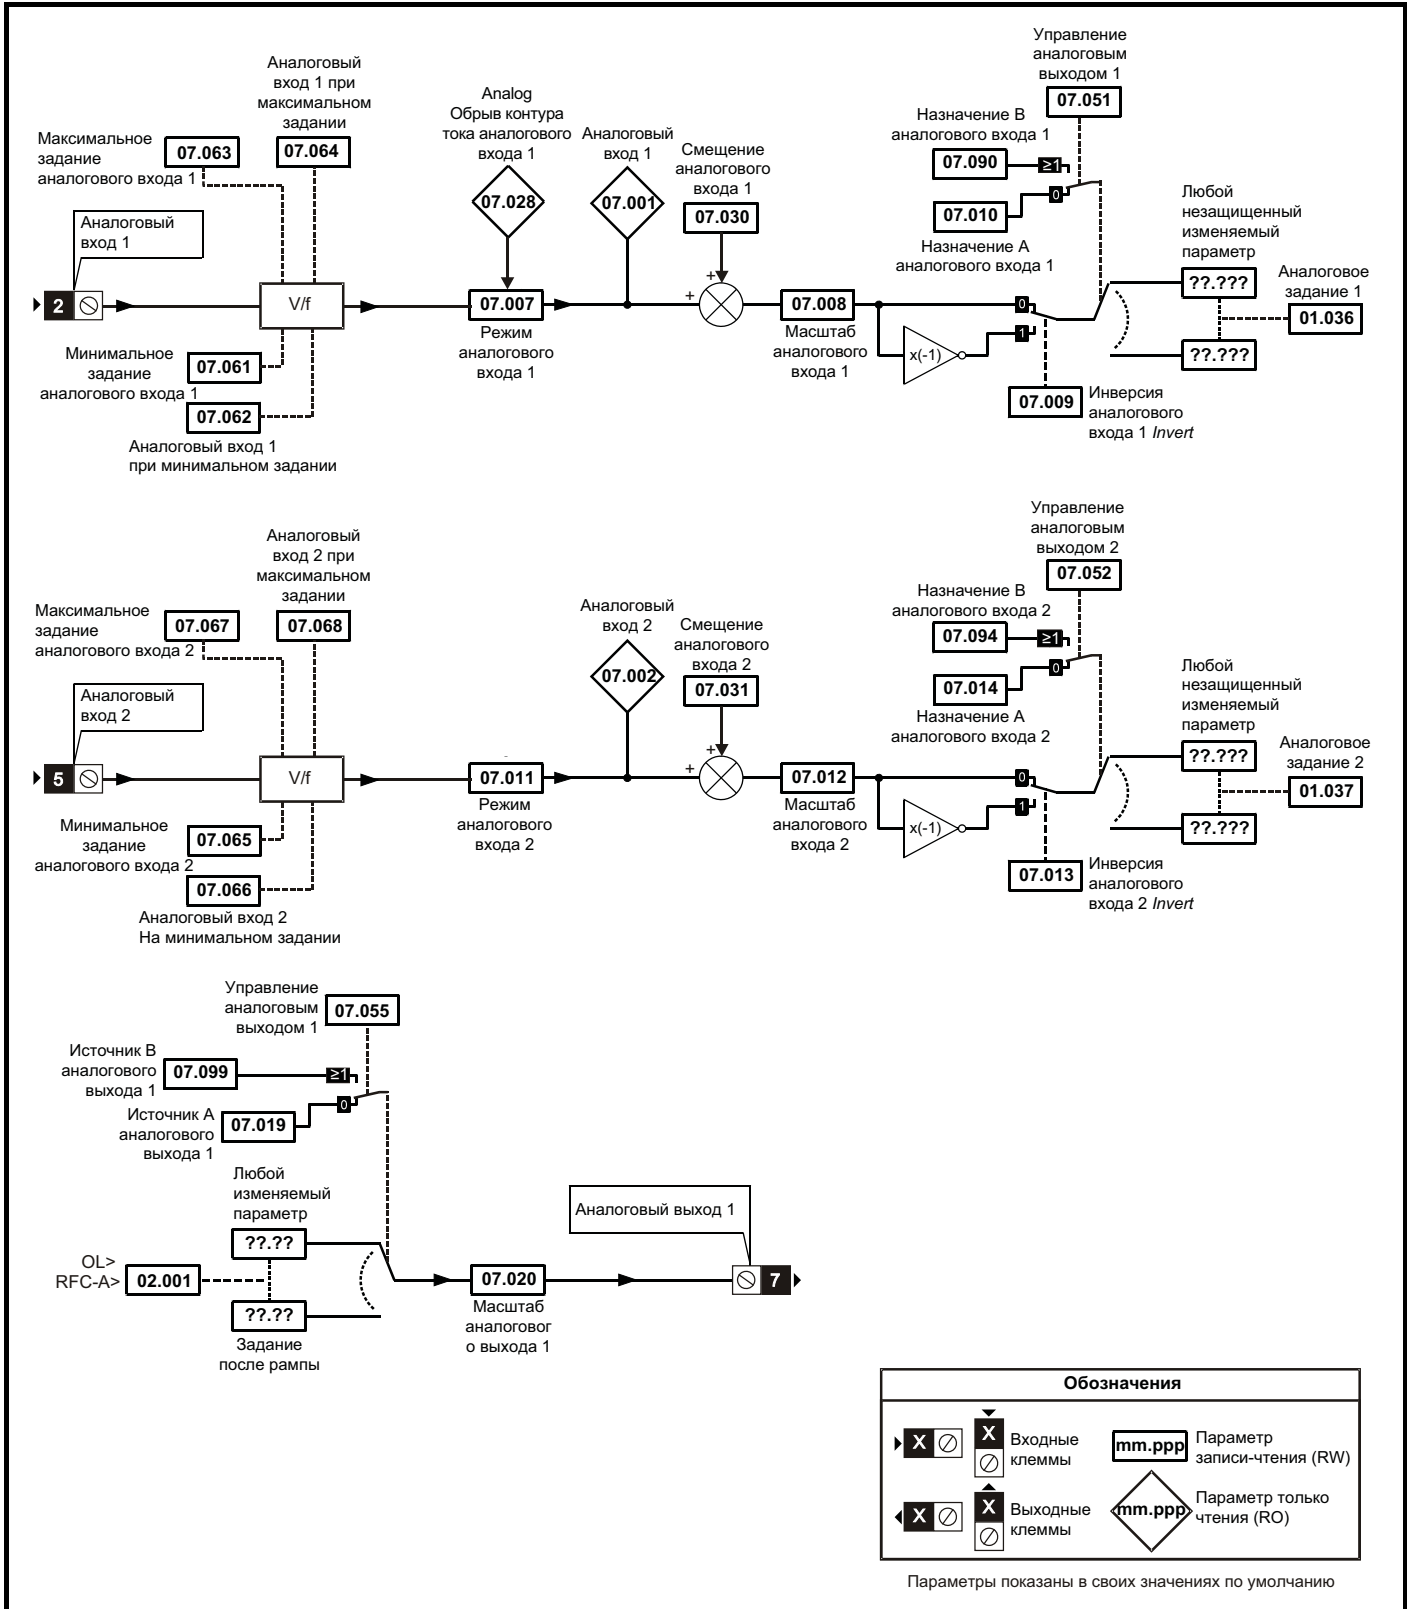 Аналоговый
вход 1 при
максимальном
задании
07.064
Максимальное
задание
аналогового входа 1
07.063
Аналоговый
вход 1
2
V/f
Минимальное
задание
аналогового входа 1
07.061
07.062
Аналоговый вход 1
при минимальном задании
Analog
Обрыв контура
тока аналогового
входа 1
07.028
07.007
Режим
аналогового
входа 1
Аналоговый
вход 1
07.001
Смещение
аналогового
входа 1
07.030
+
+
07.008
Масштаб
аналогового
входа 1
x(-1)
Управление
аналоговым
выходом 1
07.051
Назначение B
аналогового входа 1
07.090
≥1
0
07.010
Назначение A
аналогового входа 1
0
1
07.009
Инверсия
аналогового
входа 1 Invert
Любой
незащищенный
изменяемый
параметр
??.???
??.???
Аналоговое
задание 1
01.036
Аналоговый
вход 2 при
максимальном
задании
07.068
Максимальное
задание
аналогового входа 2
07.067
Аналоговый
вход 2
5
V/f
Минимальное
задание
аналогового входа 2
07.065
07.066
Аналоговый вход 2
На минимальном задании
07.011
Режим
аналогового
входа 2
Аналоговый
вход 2
07.002
Смещение
аналогового
входа 2
07.031
+
+
07.012
Масштаб
аналогового
входа 2
x(-1)
Управление
аналоговым
выходом 2
07.052
Назначение B
аналогового входа 2
07.094
≥1
0
07.014
Назначение A
аналогового входа 2
0
1
07.013
Инверсия
аналогового
входа 2 Invert
Любой
незащищенный
изменяемый
параметр
??.???
??.???
Аналоговое
задание 2
01.037
Управление
аналоговым
выходом 1
07.055
Источник B
аналогового
выхода 1
07.099
≥1
0
Источник A
аналогового
выхода 1
07.019
Любой
изменяемый
параметр
??.??
OL>
RFC-A>
02.001
??.??
Задание
после рампы
07.020
Масштаб
аналоговог
о выхода 1
Аналоговый выход 1
7
Обозначения
X
X
Входные
клеммы
mm.ppp
Параметр
записи-чтения (RW)
X
X
Выходные
клеммы
mm.ppp
Параметр только
чтения (RO)
Параметры показаны в своих значениях по умолчанию